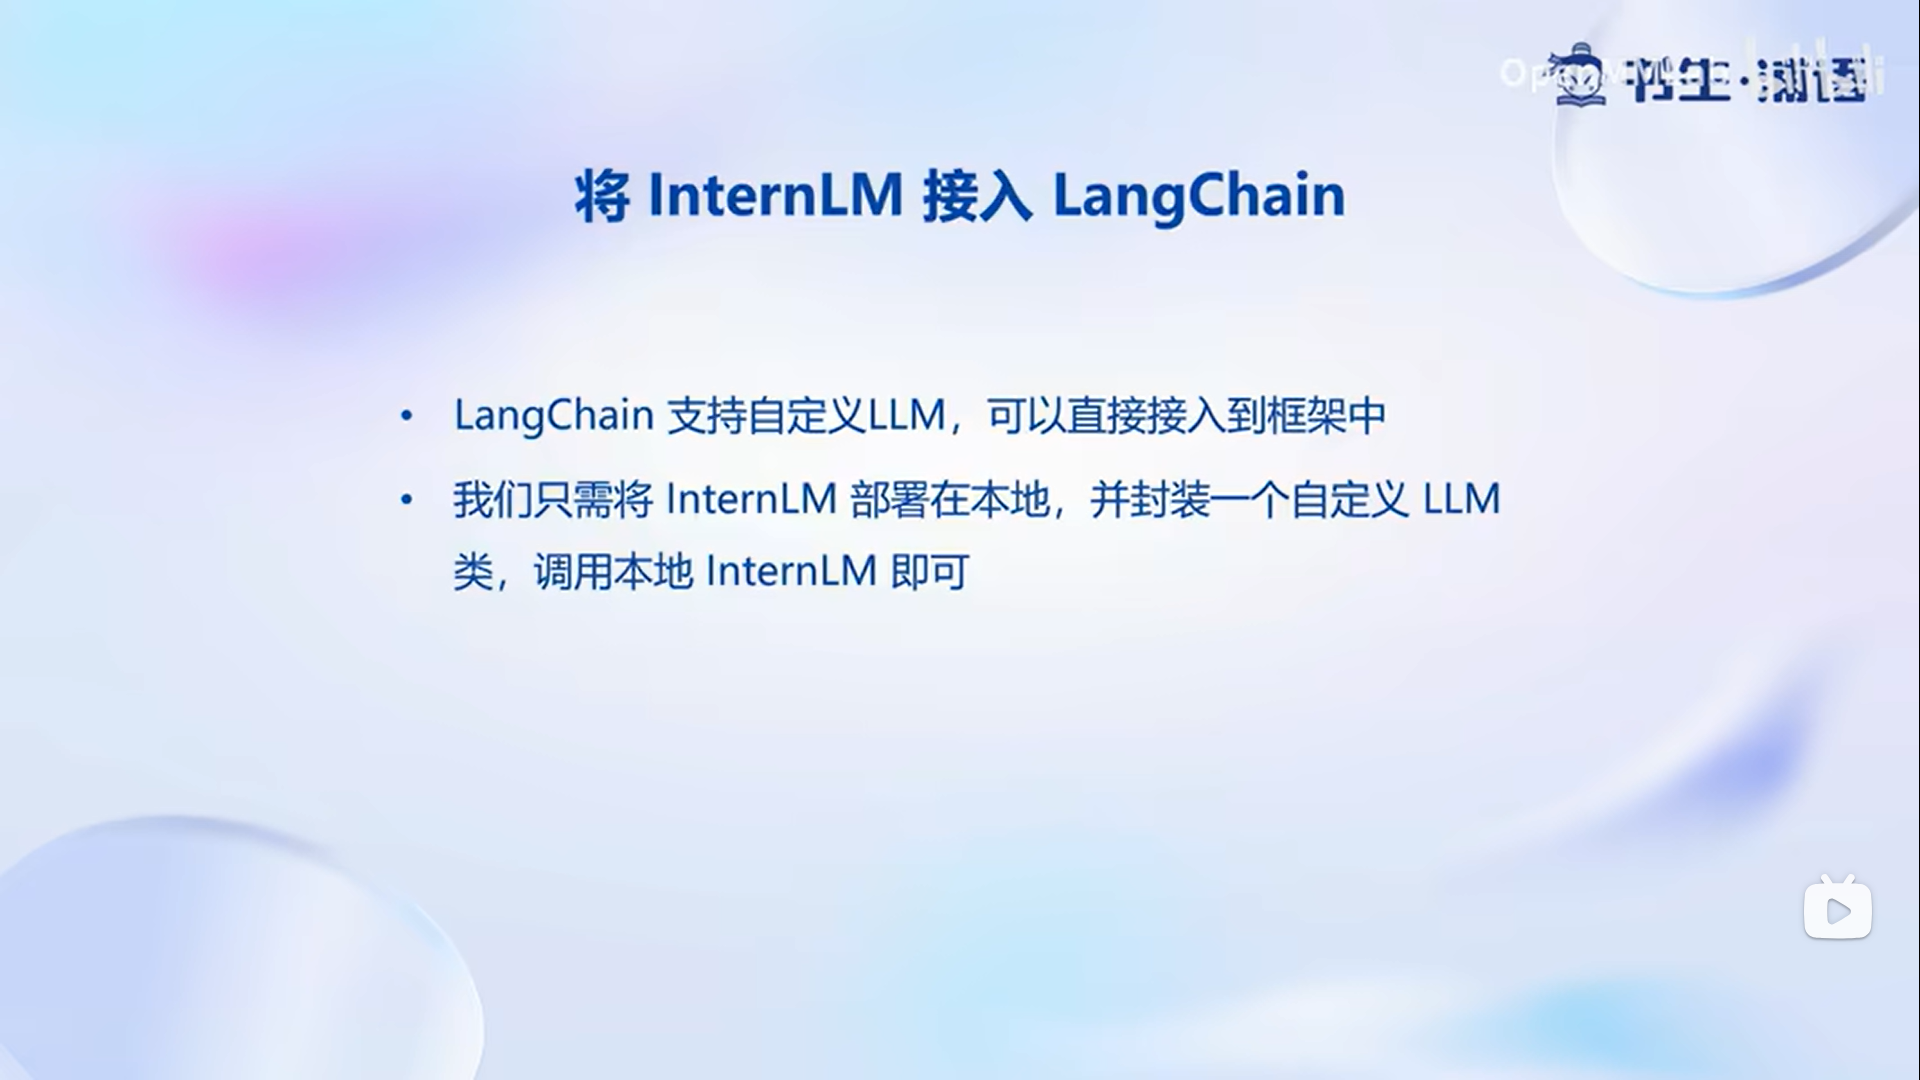 书生·浦语
将 InternLM 接入 LangChain
• LangChain 支持自定义LLM，可以直接接入到框架中
• 我们只需将 InternLM 部署在本地，并封装一个自定义 LLM
类，调用本地 InternLM 即可